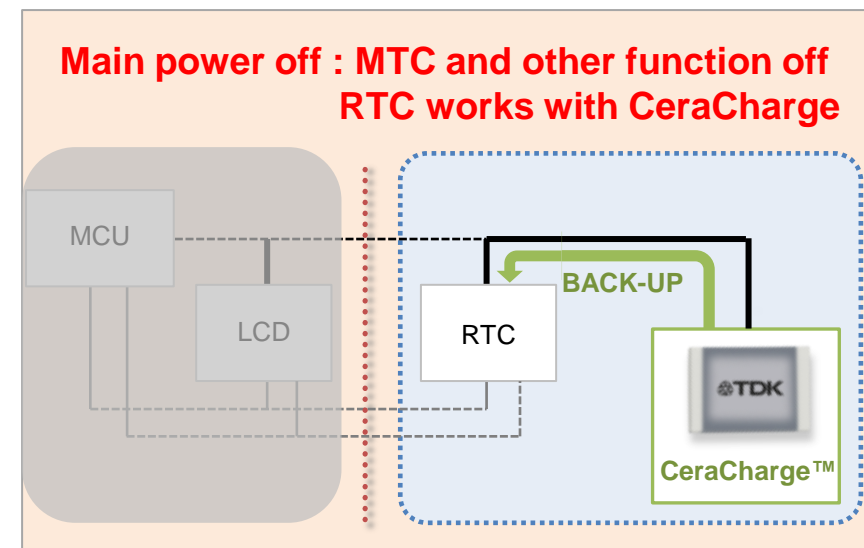 Main power off : MTC and other function off
RTC works with CeraCharge
MCU
BACK-UP
LCD
RTC
TDK
CeraCharge™